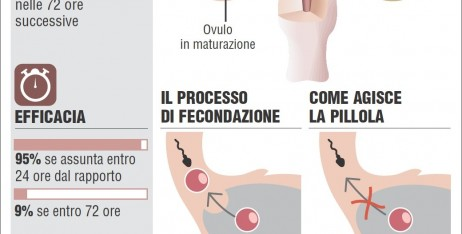 nelle 72 ore
successive
Ovulo
in maturazione
EFFICACIA
95% se assunta entro
24 ore dal rapporto
9% se entro 72 ore
IL PROCESSO
DI FECONDAZIONE
COME AGISCE
LA PILLOLA